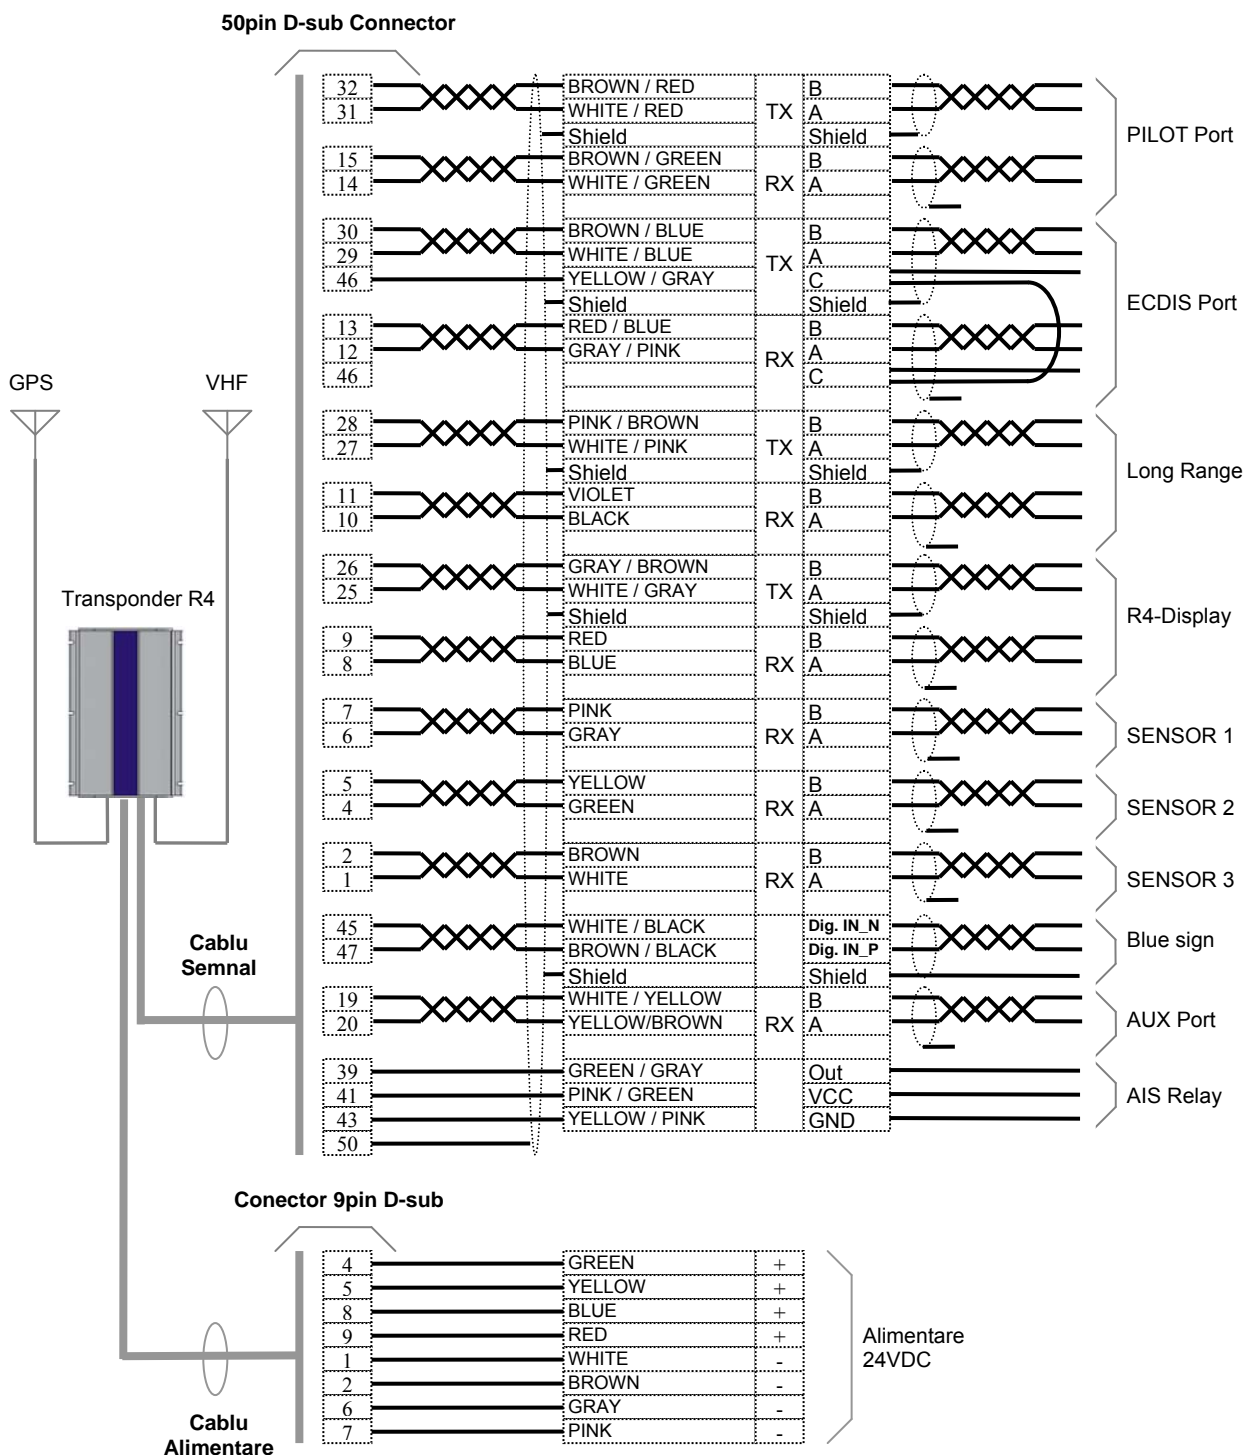 50pin D-sub Connector
32 BROWN / RED B
31 WHITE / RED TX A
Shield Shield
PILOT Port
15 BROWN / GREEN B
14 WHITE / GREEN RX A
30 BROWN / BLUE B
29 WHITE / BLUE TX A
46 YELLOW / GRAY C
Shield Shield
ECDIS Port
13 RED / BLUE B
12 GRAY / PINK RX A
46 C
GPS VHF
28 PINK / BROWN B
27 WHITE / PINK TX A
Shield Shield
Long Range
11 VIOLET B
10 BLACK RX A
26 GRAY / BROWN B
25 WHITE / GRAY TX A
Transponder R4
Shield Shield
R4-Display
9 RED B
8 BLUE RX A
7 PINK B
6 GRAY RX A SENSOR 1
5 YELLOW B
4 GREEN RX A SENSOR 2
2 BROWN B
1 WHITE RX A SENSOR 3
45 WHITE / BLACK Dig. IN_N
47 BROWN / BLACK Dig. IN_P
Blue sign
Shield Shield
Cablu
Semnal
19 WHITE / YELLOW B
20 YELLOW/BROWN RX A AUX Port
39 GREEN / GRAY Out
41 PINK / GREEN VCC AIS Relay
43 YELLOW / PINK GND
50
Conector 9pin D-sub
4 GREEN +
5 YELLOW +
8 BLUE +
9 RED +
1 WHITE -
2 BROWN -
6 GRAY -
7 PINK -
Alimentare
24VDC
Cablu
Alimentare